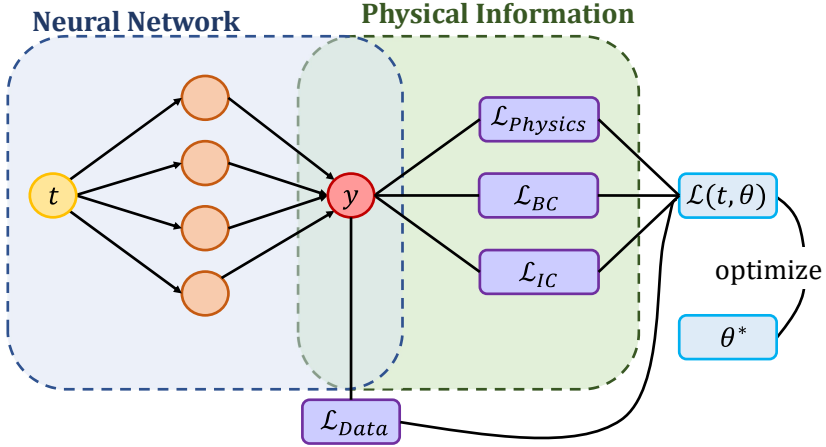 Neural Network
Physical Information
t
y
ℒ_Physics
ℒ_BC
ℒ_IC
ℒ_Data
ℒ(t, θ)
optimize
θ*